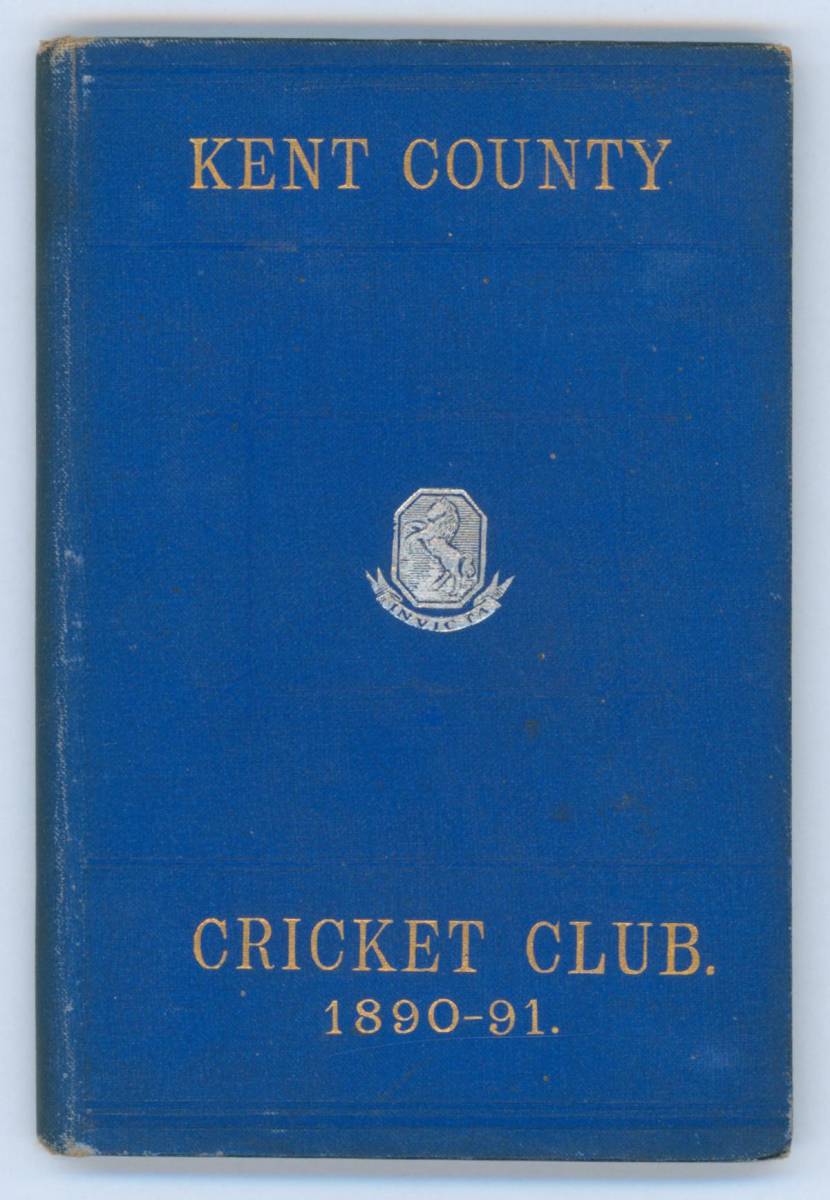 KENT COUNTY
INVICTA
CRICKET CLUB.
1890-91.